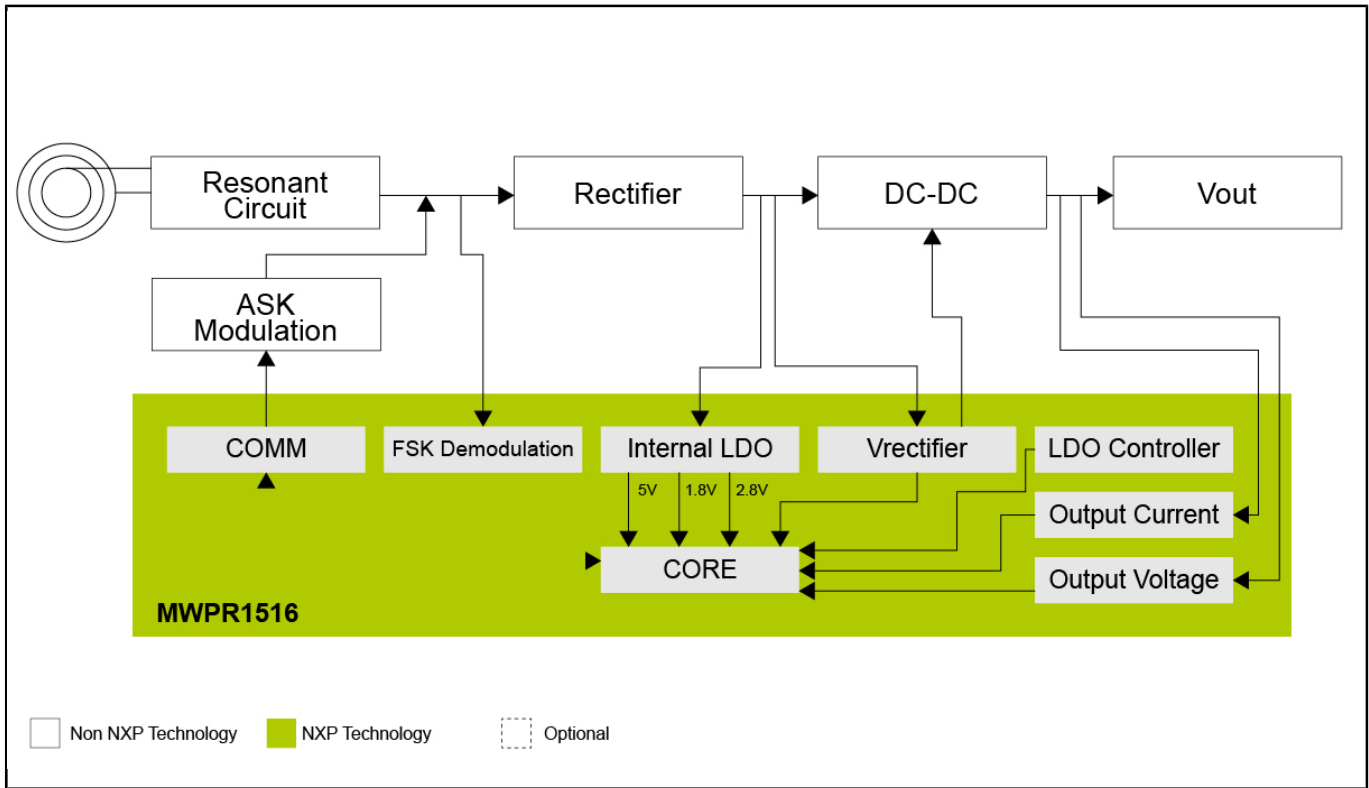 Resonant
Circuit
Rectifier
DC-DC
Vout
ASK
Modulation
COMM
FSK Demodulation
Internal LDO
Vrectifier
LDO Controller
5V
1.8V
2.8V
Output Current
CORE
Output Voltage
MWPR1516
Non NXP Technology
NXP Technology
Optional